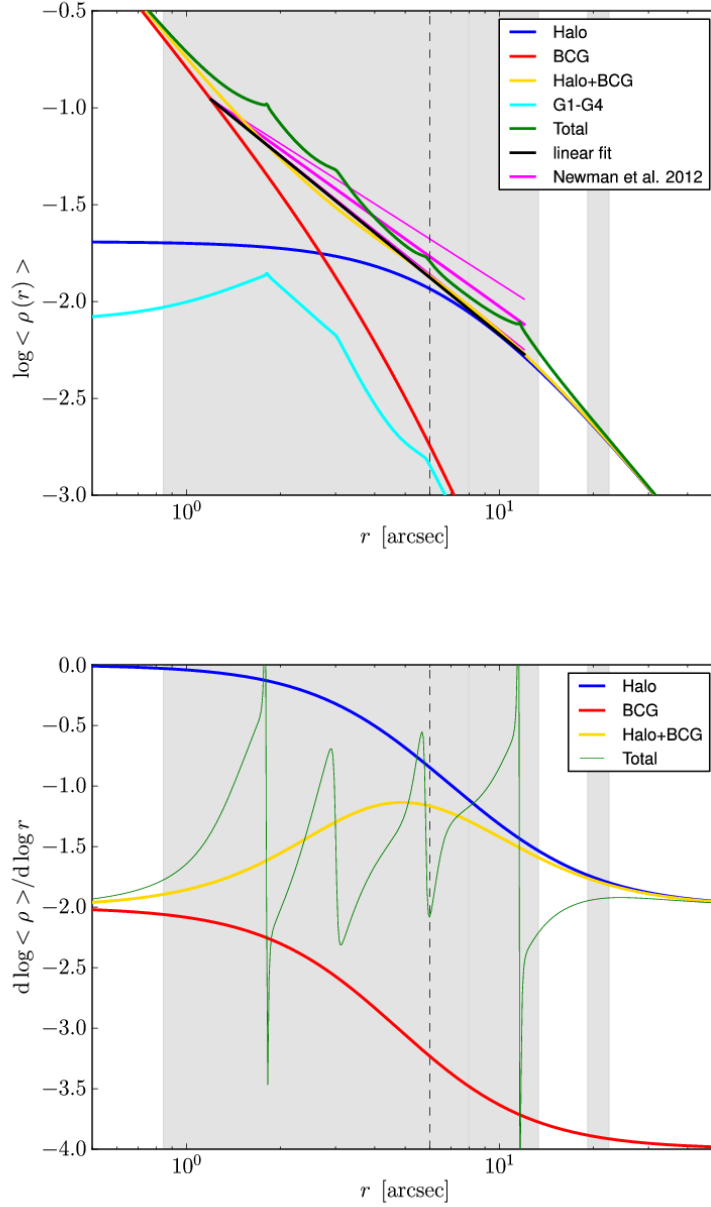 −0.5
−1.0
−1.5
−2.0
−2.5
−3.0
log < ρ(r) >
Halo
BCG
Halo+BCG
G1-G4
Total
linear fit
Newman et al. 2012
10⁰
10¹
r [arcsec]
0.0
−0.5
−1.0
−1.5
−2.0
−2.5
−3.0
−3.5
−4.0
d log < ρ > / d log r
Halo
BCG
Halo+BCG
Total
10⁰
10¹
r [arcsec]